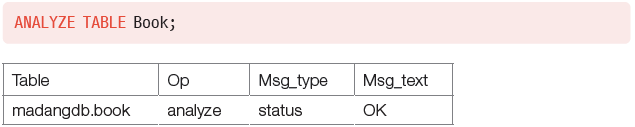 ANALYZE TABLE Book;
Table Op Msg_type Msg_text
madangdb.book analyze status OK